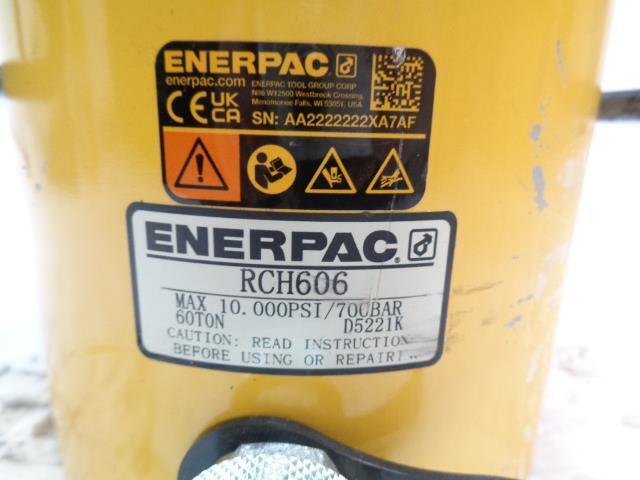 ENERPAC
enerpac.com
ENERPAC TOOL GROUP CORP
N86 W12500 Westbrook Crossing,
Menomonee Falls, WI 53051, USA
CE UK CA
SN: AA2222222XA7AF
ENERPAC
RCH606
MAX 10.000PSI/700BAR
60TON D5221K
CAUTION: READ INSTRUCTION
BEFORE USING OR REPAIRI